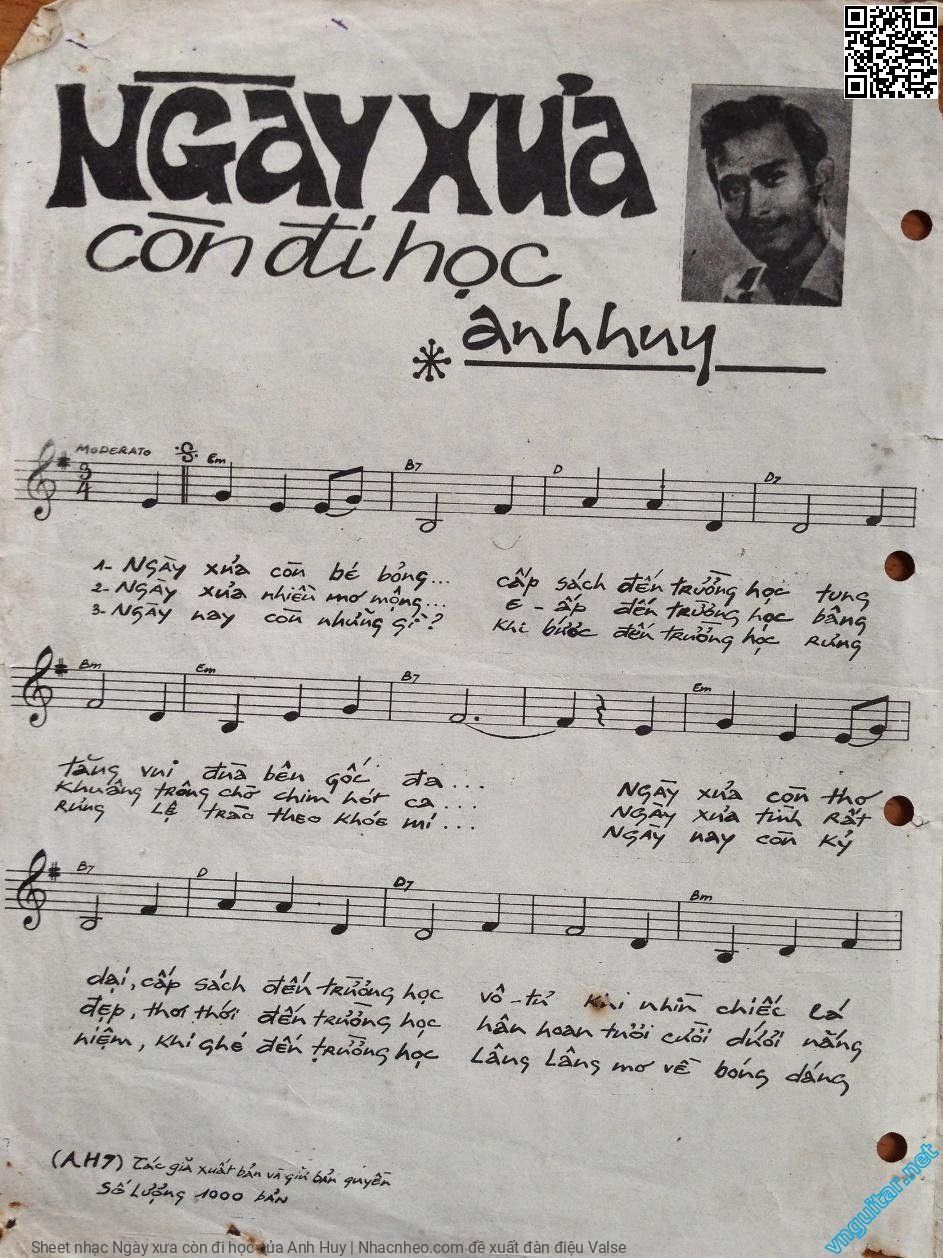 NGÀY XƯA
còn đi học
anh huy
MODERATO
Em B7 D D7
3
4
1- Ngày xưa còn bé bỏng... cấp sách đến trường học tung
2- Ngày xưa nhiều mơ mộng... E-ấp đến trường học bâng
3- Ngày nay còn những gì? Khi bước đến trường học rưng
Bm Em B7 Em
tăng vui đùa bên gốc đa... Ngày xưa còn thơ
khuâng trông chờ chim hót ca... Ngày xưa tình rất
rưng Lệ trào theo khóe mi... Ngày nay còn kỷ
B7 D D7 Bm
dại, cấp sách đến trường học vô-tư khi nhìn chiếc lá
đẹp, thơ thới đến trường học hân hoan tươi cười dưới nắng
niệm, khi ghé đến trường học Lâng Lâng mơ về bóng dáng
(AH7) Tác giả xuất bản và giữ bản quyền
Số Lượng 1000 bản
vnguitar.net
Sheet nhạc Ngày xưa còn đi học của Anh Huy | Nhacnheo.com đề xuất đàn điệu Valse